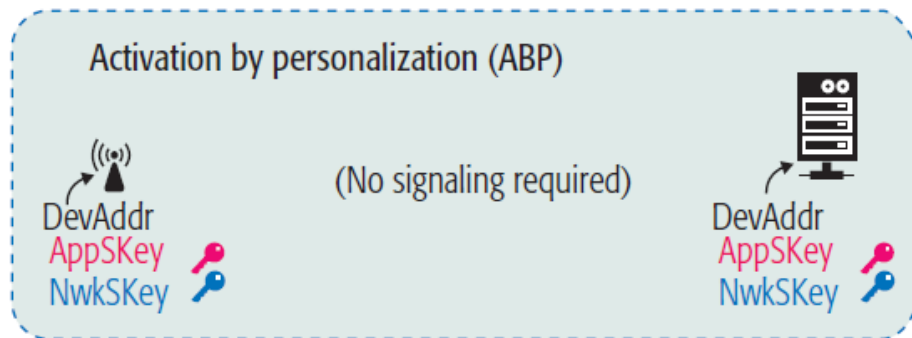 Activation by personalization (ABP)
(No signaling required)
DevAddr
AppSKey
NwkSKey
DevAddr
AppSKey
NwkSKey